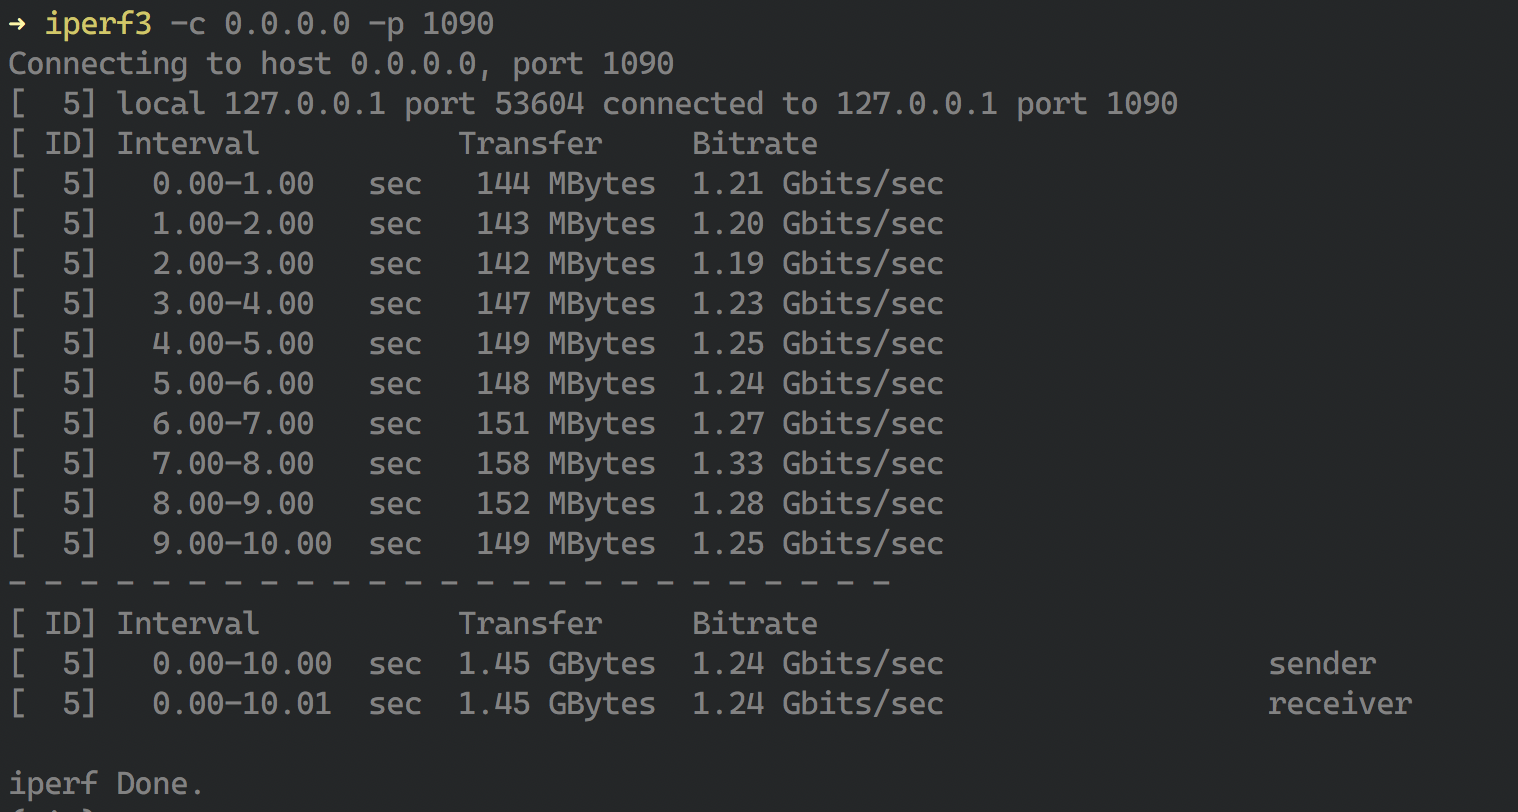 → iperf3 -c 0.0.0.0 -p 1090
Connecting to host 0.0.0.0, port 1090
[  5] local 127.0.0.1 port 53604 connected to 127.0.0.1 port 1090
[ ID] Interval           Transfer     Bitrate
[  5]   0.00-1.00   sec   144 MBytes  1.21 Gbits/sec
[  5]   1.00-2.00   sec   143 MBytes  1.20 Gbits/sec
[  5]   2.00-3.00   sec   142 MBytes  1.19 Gbits/sec
[  5]   3.00-4.00   sec   147 MBytes  1.23 Gbits/sec
[  5]   4.00-5.00   sec   149 MBytes  1.25 Gbits/sec
[  5]   5.00-6.00   sec   148 MBytes  1.24 Gbits/sec
[  5]   6.00-7.00   sec   151 MBytes  1.27 Gbits/sec
[  5]   7.00-8.00   sec   158 MBytes  1.33 Gbits/sec
[  5]   8.00-9.00   sec   152 MBytes  1.28 Gbits/sec
[  5]   9.00-10.00  sec   149 MBytes  1.25 Gbits/sec
- - - - - - - - - - - - - - - - - - - - - - - - -
[ ID] Interval           Transfer     Bitrate
[  5]   0.00-10.00  sec  1.45 GBytes  1.24 Gbits/sec                  sender
[  5]   0.00-10.01  sec  1.45 GBytes  1.24 Gbits/sec                  receiver
iperf Done.